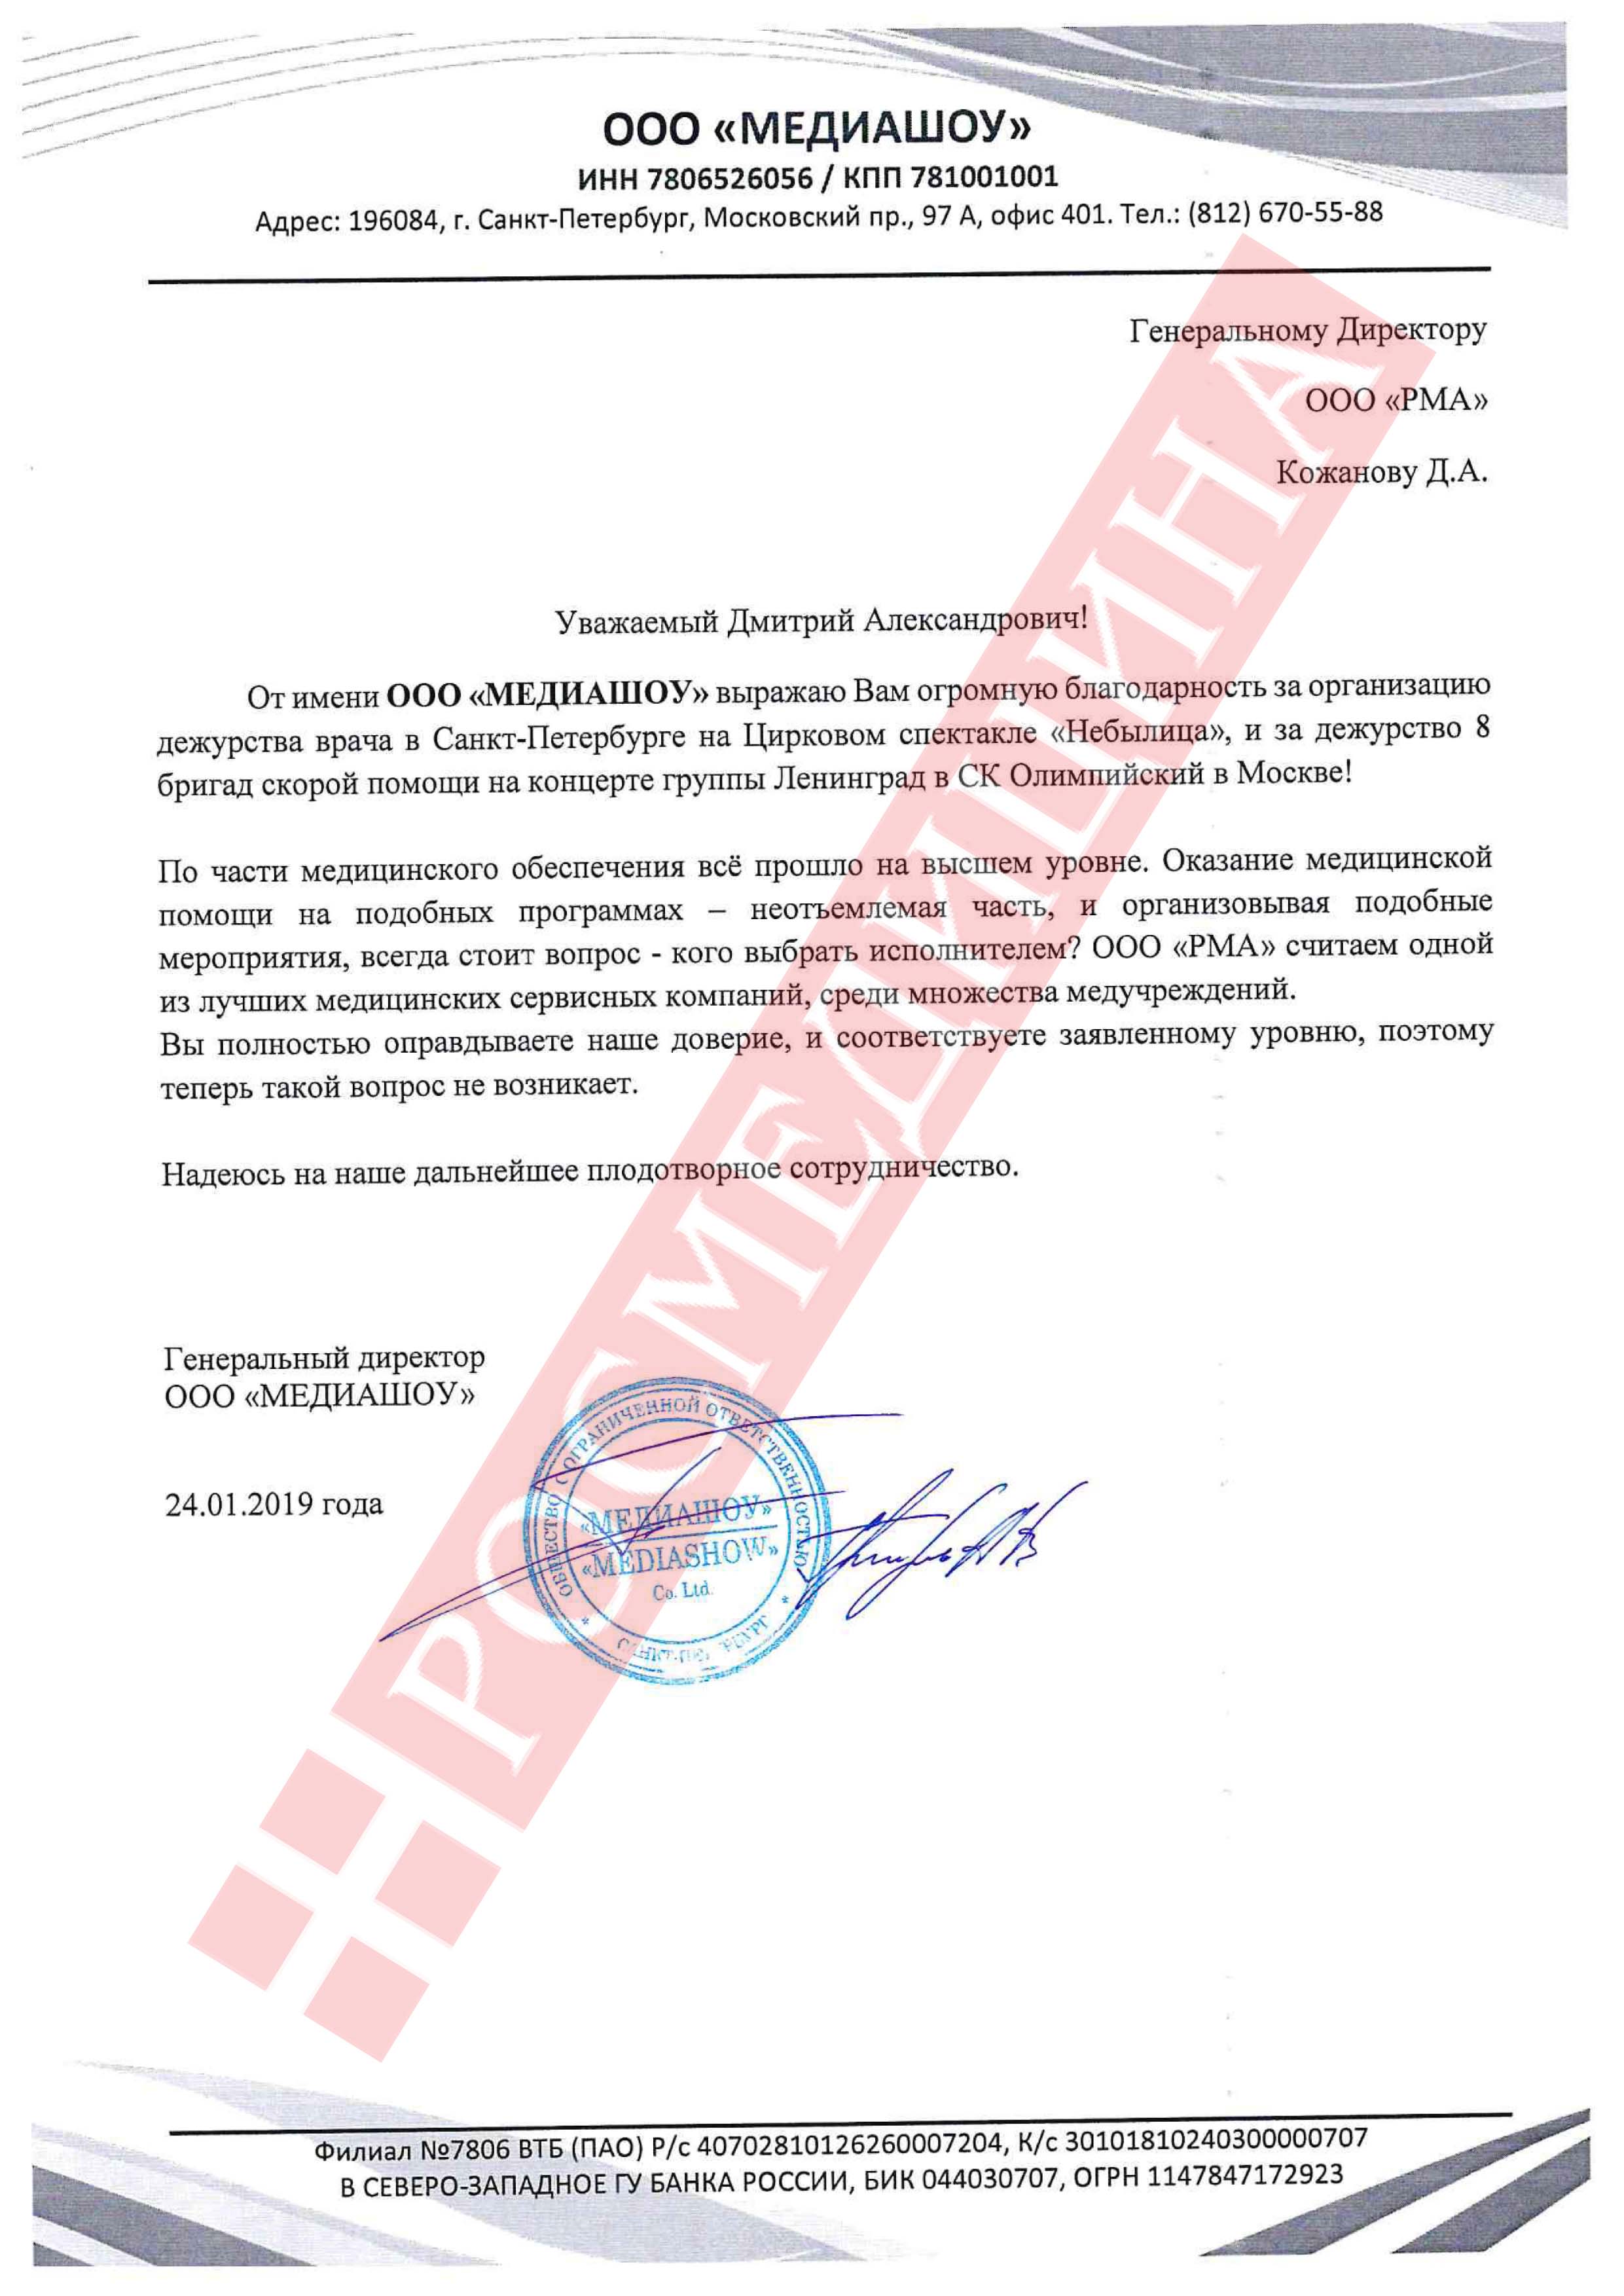 ООО «МЕДИАШОУ»
ИНН 7806526056 / КПП 781001001
Адрес: 196084, г. Санкт-Петербург, Московский пр., 97 А, офис 401. Тел.: (812) 670-55-88
Генеральному Директору
ООО «РМА»
Кожанову Д.А.
Уважаемый Дмитрий Александрович!
От имени ООО «МЕДИАШОУ» выражаю Вам огромную благодарность за организацию
дежурства врача в Санкт-Петербурге на Цирковом спектакле «Небылица», и за дежурство 8
бригад скорой помощи на концерте группы Ленинград в СК Олимпийский в Москве!
По части медицинского обеспечения всё прошло на высшем уровне. Оказание медицинской
помощи на подобных программах – неотъемлемая часть, и организовывая подобные
мероприятия, всегда стоит вопрос - кого выбрать исполнителем? ООО «РМА» считаем одной
из лучших медицинских сервисных компаний, среди множества медучреждений.
Вы полностью оправдываете наше доверие, и соответствуете заявленному уровню, поэтому
теперь такой вопрос не возникает.
Надеюсь на наше дальнейшее плодотворное сотрудничество.
Генеральный директор
ООО «МЕДИАШОУ»
24.01.2019 года
ОБЩЕСТВО С ОГРАНИЧЕННОЙ ОТВЕТСТВЕННОСТЬЮ
«МЕДИАШОУ»
«MEDIASHOW»
Co. Ltd.
РОСМЕДИЦИНА
Филиал №7806 ВТБ (ПАО) Р/с 40702810126260007204, К/с 30101810240300000707
В СЕВЕРО-ЗАПАДНОЕ ГУ БАНКА РОССИИ, БИК 044030707, ОГРН 1147847172923